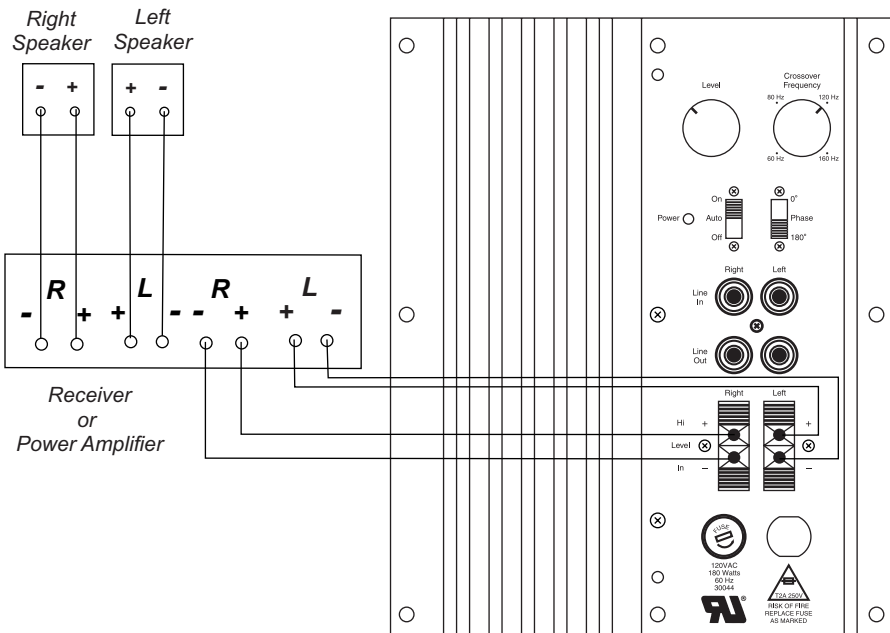 Right
Speaker
Left
Speaker
- +
+ -
R
L
R
L
- +
+ -
- +
+ -
Receiver
or
Power Amplifier
Level
Crossover
Frequency
80 Hz
120 Hz
60 Hz
160 Hz
Power
On
Auto
Off
0°
Phase
180°
Right
Left
Line
In
Line
Out
Right
Left
Hi +
+
Level
In −
−
FUSE
120VAC
180 Watts
60 Hz
30044
RU®
T2A 250V
RISK OF FIRE
REPLACE FUSE
AS MARKED